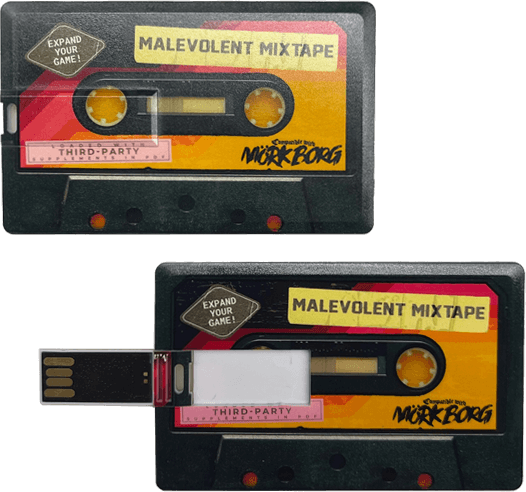 EXPAND
YOUR
GAME!
MALEVOLENT MIXTAPE
LOADED WITH
THIRD-PARTY
SUPPLEMENTS IN PDF
Compatible with
MÖRK BORG
EXPAND
YOUR
GAME!
MALEVOLENT MIXTAPE
THIRD-PARTY
SUPPLEMENTS IN PDF
Compatible with
MÖRK BORG